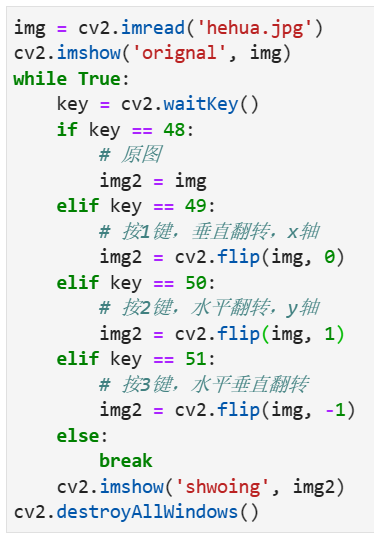 img = cv2.imread('hehua.jpg')
cv2.imshow('orignal', img)
while True:
    key = cv2.waitKey()
    if key == 48:
        # 原图
        img2 = img
    elif key == 49:
        # 按1键，垂直翻转，x轴
        img2 = cv2.flip(img, 0)
    elif key == 50:
        # 按2键，水平翻转，y轴
        img2 = cv2.flip(img, 1)
    elif key == 51:
        # 按3键，水平垂直翻转
        img2 = cv2.flip(img, -1)
    else:
        break
    cv2.imshow('shwoing', img2)
cv2.destroyAllWindows()